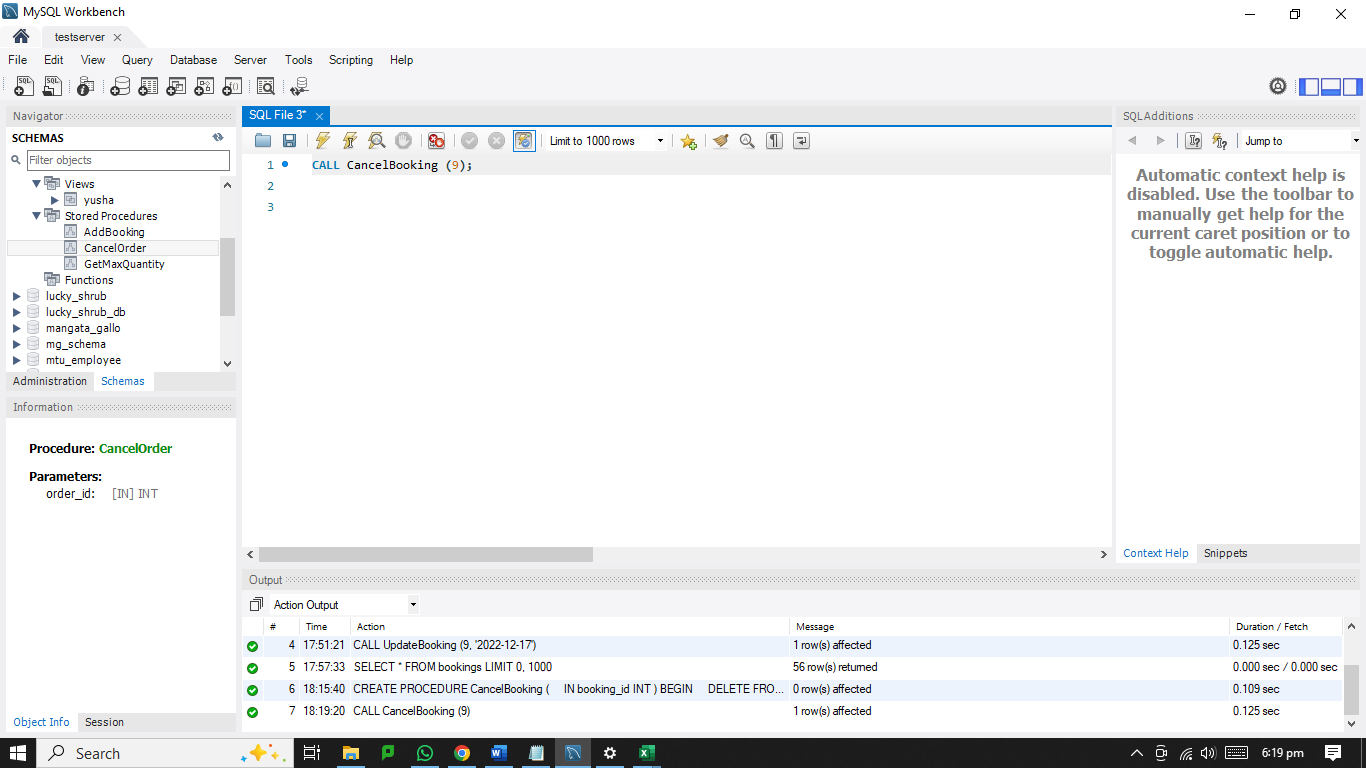 MySQL Workbench
testserver
File Edit View Query Database Server Tools Scripting Help
Navigator
SCHEMAS
Filter objects
Views
yusha
Stored Procedures
AddBooking
CancelOrder
GetMaxQuantity
Functions
lucky_shrub
lucky_shrub_db
mangata_gallo
mg_schema
mtu_employee
Administration Schemas
Information
Procedure: CancelOrder
Parameters:
order_id: [IN] INT
Object Info Session
SQL File 3*
Limit to 1000 rows
1 CALL CancelBooking (9);
2
3
SQLAdditions
Jump to
Automatic context help is
disabled. Use the toolbar to
manually get help for the
current caret position or to
toggle automatic help.
Context Help Snippets
Output
Action Output
# Time Action Message Duration / Fetch
4 17:51:21 CALL UpdateBooking (9, '2022-12-17') 1 row(s) affected 0.125 sec
5 17:57:33 SELECT * FROM bookings LIMIT 0, 1000 56 row(s) returned 0.000 sec / 0.000 sec
6 18:15:40 CREATE PROCEDURE CancelBooking ( IN booking_id INT ) BEGIN DELETE FRO... 0 row(s) affected 0.109 sec
7 18:19:20 CALL CancelBooking (9) 1 row(s) affected 0.125 sec
Search
6:19 pm